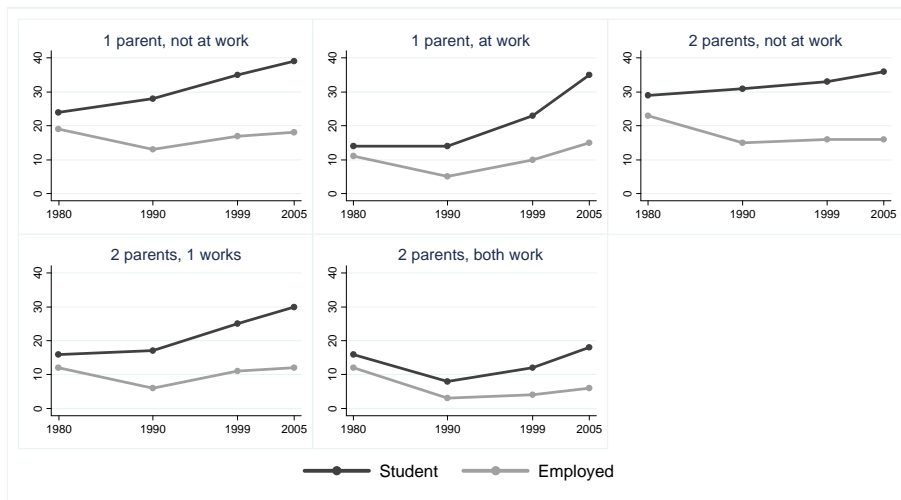 1 parent, not at work
40
30
20
10
0
1980 1990 1999 2005
1 parent, at work
40
30
20
10
0
1980 1990 1999 2005
2 parents, not at work
40
30
20
10
0
1980 1990 1999 2005
2 parents, 1 works
40
30
20
10
0
1980 1990 1999 2005
2 parents, both work
40
30
20
10
0
1980 1990 1999 2005
Student Employed